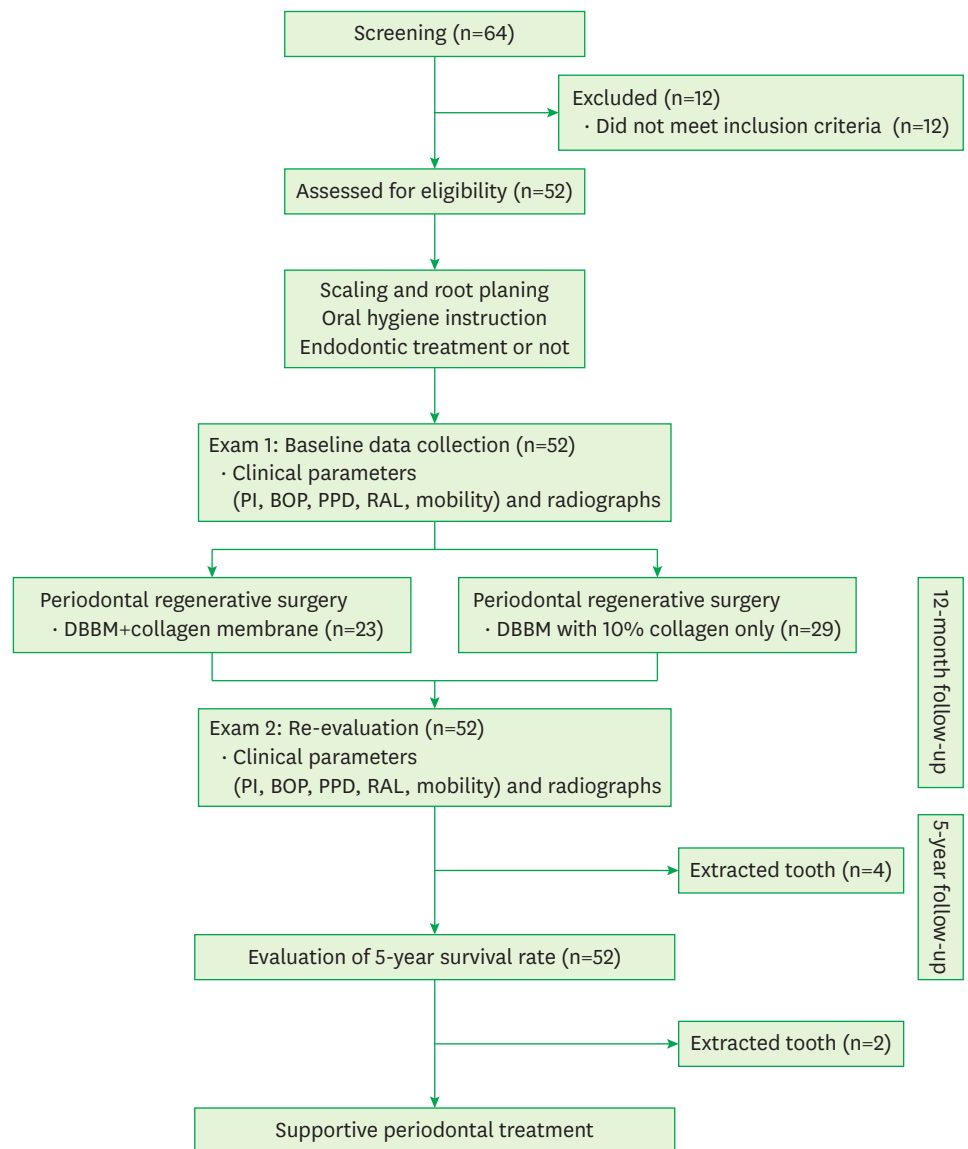 Screening (n=64)
Excluded (n=12)
· Did not meet inclusion criteria (n=12)
Assessed for eligibility (n=52)
Scaling and root planing
Oral hygiene instruction
Endodontic treatment or not
Exam 1: Baseline data collection (n=52)
· Clinical parameters
(PI, BOP, PPD, RAL, mobility) and radiographs
Periodontal regenerative surgery
· DBBM+collagen membrane (n=23)
Periodontal regenerative surgery
· DBBM with 10% collagen only (n=29)
12-month follow-up
Exam 2: Re-evaluation (n=52)
· Clinical parameters
(PI, BOP, PPD, RAL, mobility) and radiographs
5-year follow-up
Extracted tooth (n=4)
Evaluation of 5-year survival rate (n=52)
Extracted tooth (n=2)
Supportive periodontal treatment